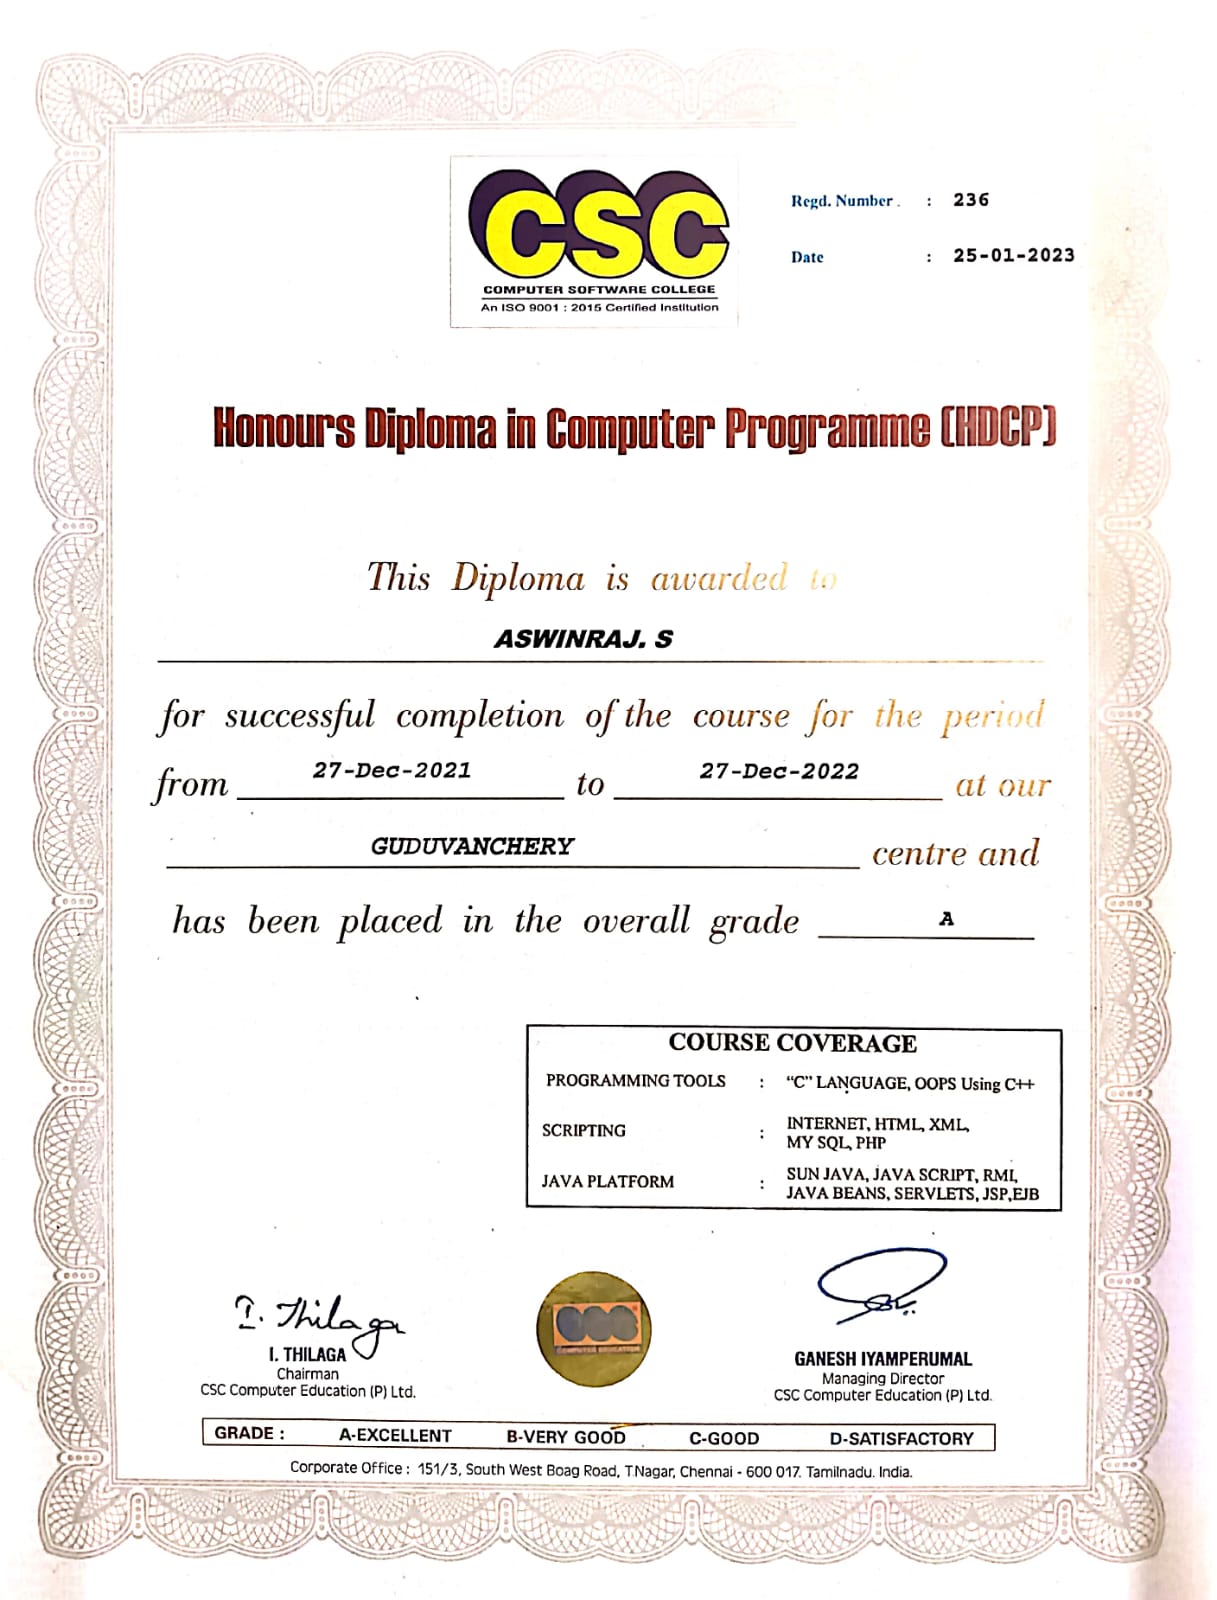 CSC
COMPUTER SOFTWARE COLLEGE
An ISO 9001 : 2015 Certified Institution
Regd. Number : 236
Date : 25-01-2023
Honours Diploma in Computer Programme (HDCP)
This Diploma is awarded to
ASWINRAJ. S
for successful completion of the course for the period
from 27-Dec-2021 to 27-Dec-2022 at our
GUDUVANCHERY centre and
has been placed in the overall grade A
COURSE COVERAGE
PROGRAMMING TOOLS : “C” LANGUAGE, OOPS Using C++
SCRIPTING : INTERNET, HTML, XML,
MY SQL, PHP
JAVA PLATFORM : SUN JAVA, JAVA SCRIPT, RMI,
JAVA BEANS, SERVLETS, JSP,EJB
I. Thilaga
I. THILAGA
Chairman
CSC Computer Education (P) Ltd.
CSC
COMPUTER EDUCATION
GANESH IYAMPERUMAL
Managing Director
CSC Computer Education (P) Ltd.
GRADE : A-EXCELLENT B-VERY GOOD C-GOOD D-SATISFACTORY
Corporate Office : 151/3, South West Boag Road, T.Nagar, Chennai - 600 017. Tamilnadu. India.